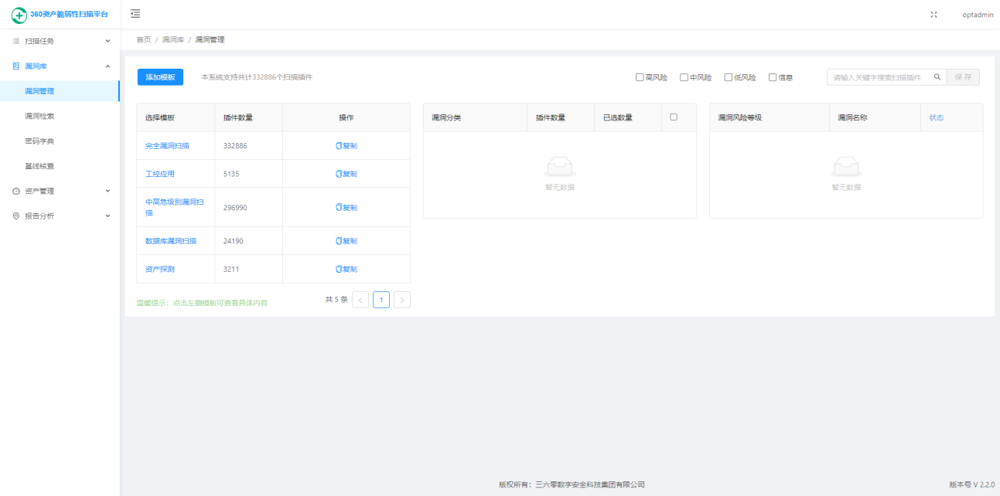 360资产脆弱性扫描平台
optadmin
扫描任务
漏洞库
漏洞管理
漏洞检索
密码字典
基线核查
资产管理
报告分析
首页 / 漏洞库 / 漏洞管理
添加模板 本系统支持共计332886个扫描插件 高风险 中风险 低风险 信息 请输入关键字搜索扫描插件 保存
选择模板 插件数量 操作
完全漏洞扫描 332886 复制
工控应用 5135 复制
中高危级别漏洞扫
描 296990 复制
数据库漏洞扫描 24190 复制
资产探测 3211 复制
温馨提示：点击左侧模板可查看具体内容 共 5 条 < 1 >
漏洞分类 插件数量 已选数量
暂无数据
漏洞风险等级 漏洞名称 状态
暂无数据
版权所有：三六零数字安全科技集团有限公司
版本号 V 2.2.0